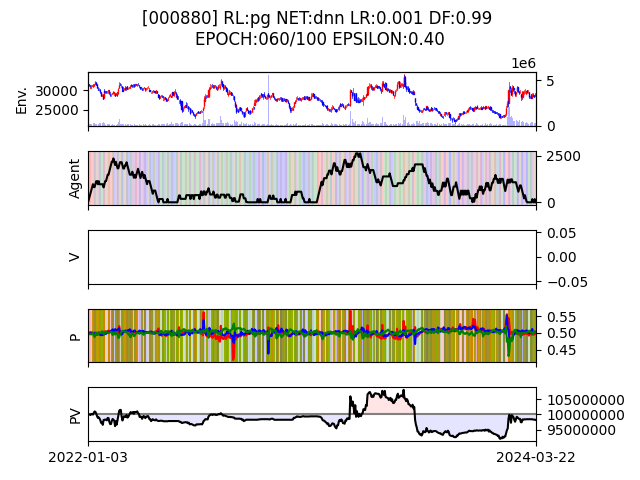 [000880] RL:pg NET:dnn LR:0.001 DF:0.99
EPOCH:060/100 EPSILON:0.40
1e6
Env.
30000
25000
5
0
Agent
2500
0
V
0.05
0.00
−0.05
P
0.55
0.50
0.45
PV
105000000
100000000
95000000
2022-01-03
2024-03-22